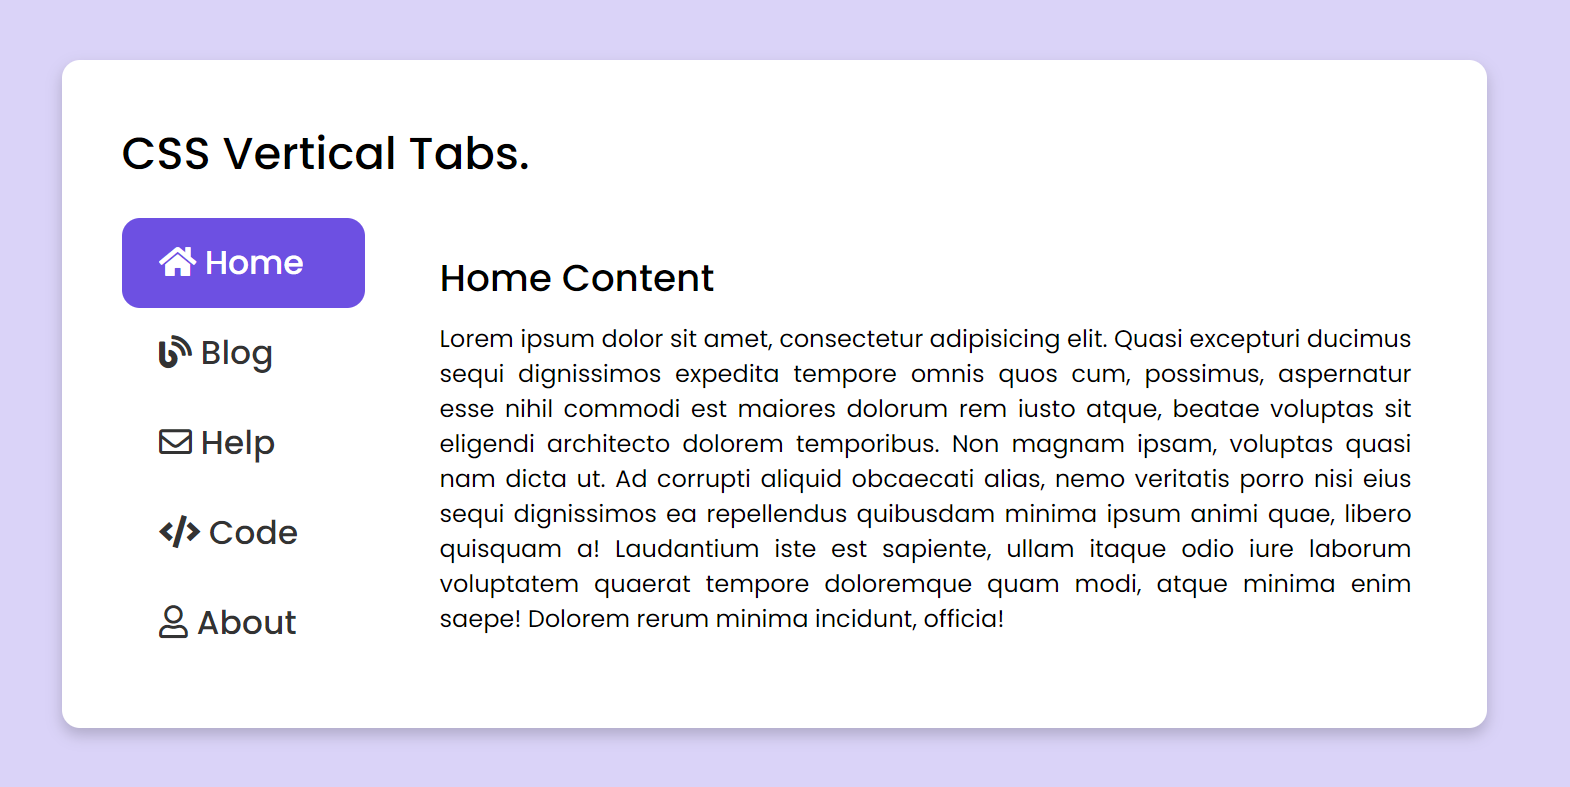 CSS Vertical Tabs.
Home
Blog
Help
Code
About
Home Content
Lorem ipsum dolor sit amet, consectetur adipisicing elit. Quasi excepturi ducimus
sequi dignissimos expedita tempore omnis quos cum, possimus, aspernatur
esse nihil commodi est maiores dolorum rem iusto atque, beatae voluptas sit
eligendi architecto dolorem temporibus. Non magnam ipsam, voluptas quasi
nam dicta ut. Ad corrupti aliquid obcaecati alias, nemo veritatis porro nisi eius
sequi dignissimos ea repellendus quibusdam minima ipsum animi quae, libero
quisquam a! Laudantium iste est sapiente, ullam itaque odio iure laborum
voluptatem quaerat tempore doloremque quam modi, atque minima enim
saepe! Dolorem rerum minima incidunt, officia!